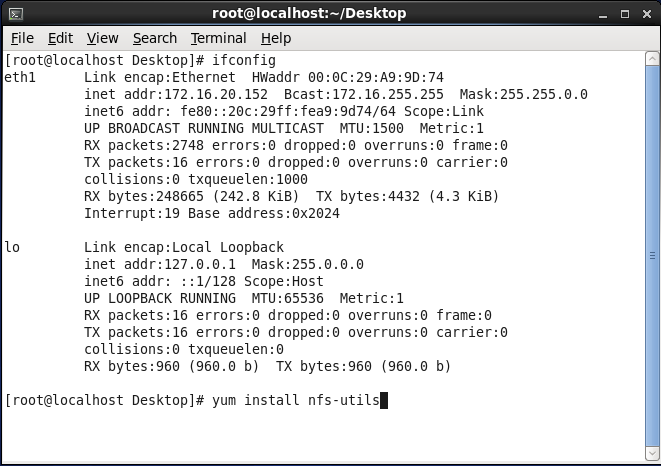 root@localhost:~/Desktop
File Edit View Search Terminal Help
[root@localhost Desktop]# ifconfig
eth1      Link encap:Ethernet  HWaddr 00:0C:29:A9:9D:74
          inet addr:172.16.20.152  Bcast:172.16.255.255  Mask:255.255.0.0
          inet6 addr: fe80::20c:29ff:fea9:9d74/64 Scope:Link
          UP BROADCAST RUNNING MULTICAST  MTU:1500  Metric:1
          RX packets:2748 errors:0 dropped:0 overruns:0 frame:0
          TX packets:16 errors:0 dropped:0 overruns:0 carrier:0
          collisions:0 txqueuelen:1000
          RX bytes:248665 (242.8 KiB)  TX bytes:4432 (4.3 KiB)
          Interrupt:19 Base address:0x2024
lo        Link encap:Local Loopback
          inet addr:127.0.0.1  Mask:255.0.0.0
          inet6 addr: ::1/128 Scope:Host
          UP LOOPBACK RUNNING  MTU:65536  Metric:1
          RX packets:16 errors:0 dropped:0 overruns:0 frame:0
          TX packets:16 errors:0 dropped:0 overruns:0 carrier:0
          collisions:0 txqueuelen:0
          RX bytes:960 (960.0 b)  TX bytes:960 (960.0 b)
[root@localhost Desktop]# yum install nfs-utils